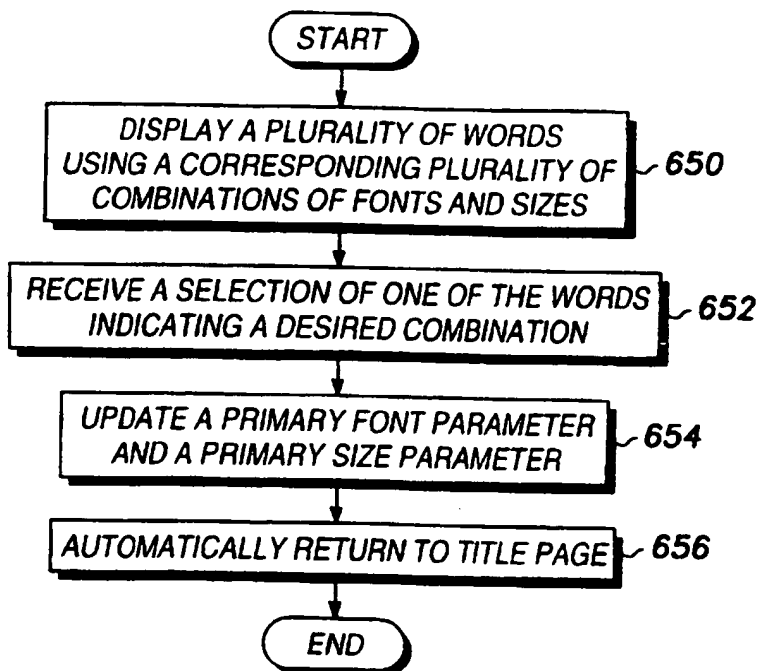 START
DISPLAY A PLURALITY OF WORDS
USING A CORRESPONDING PLURALITY OF
COMBINATIONS OF FONTS AND SIZES
650
RECEIVE A SELECTION OF ONE OF THE WORDS
INDICATING A DESIRED COMBINATION
652
UPDATE A PRIMARY FONT PARAMETER
AND A PRIMARY SIZE PARAMETER
654
AUTOMATICALLY RETURN TO TITLE PAGE
656
END